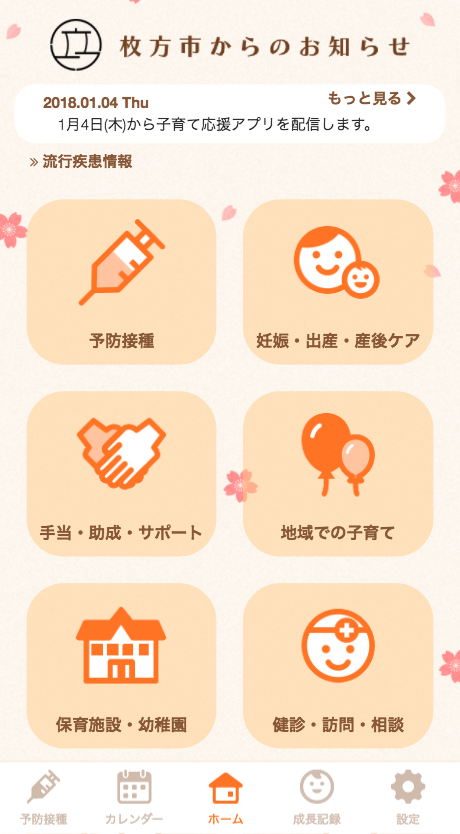 枚方市からのお知らせ
2018.01.04 Thu
もっと見る
1月4日(木)から子育て応援アプリを配信します。
» 流行疾患情報
予防接種
妊娠・出産・産後ケア
手当・助成・サポート
地域での子育て
保育施設・幼稚園
健診・訪問・相談
予防接種
カレンダー
ホーム
成長記録
設定